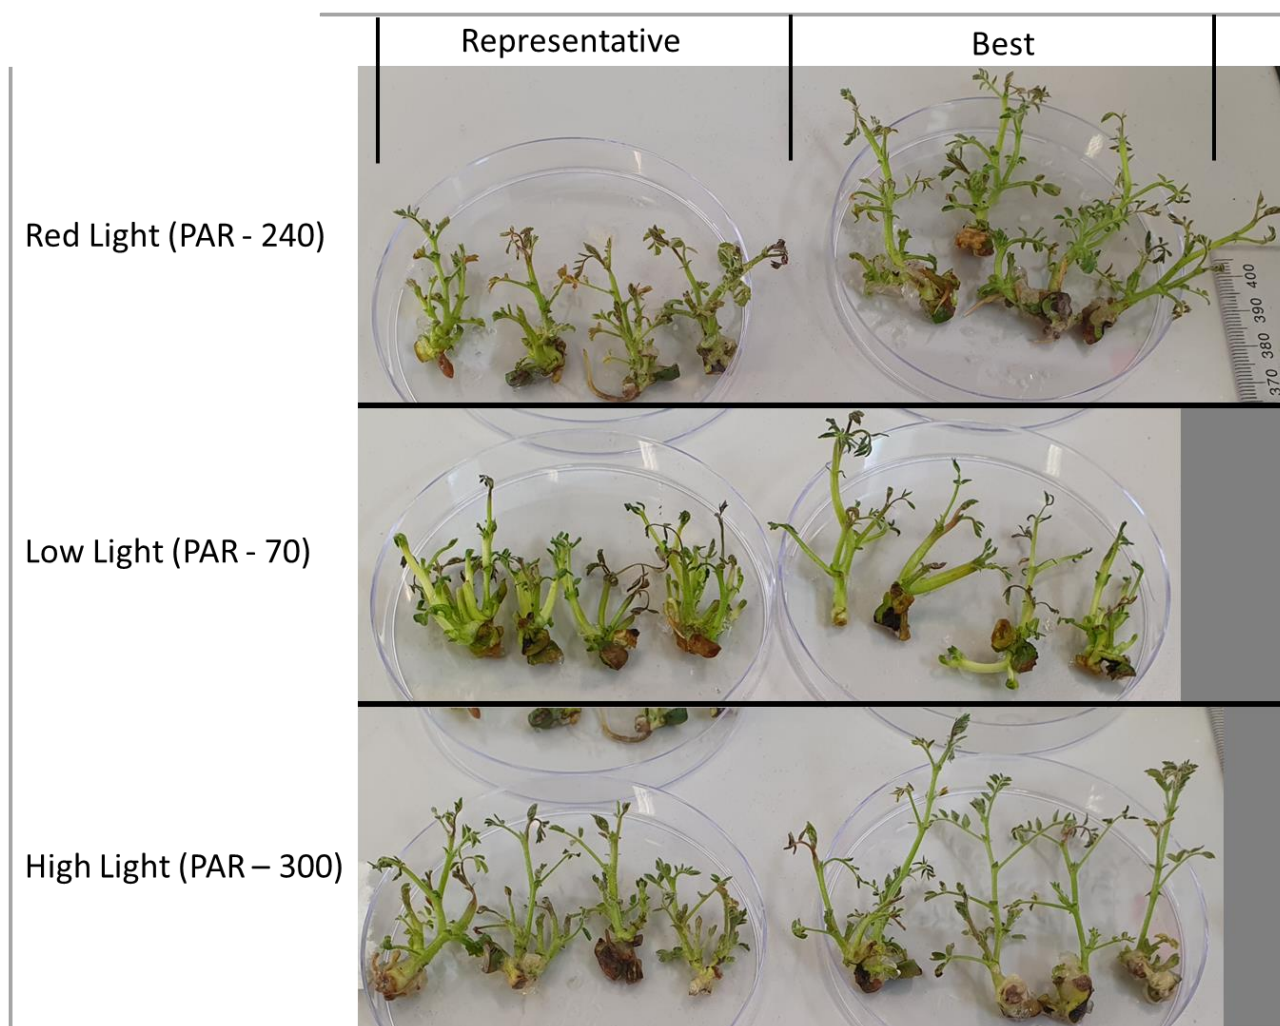 Representative
Best
Red Light (PAR - 240)
400
390
380
370
Low Light (PAR - 70)
High Light (PAR – 300)